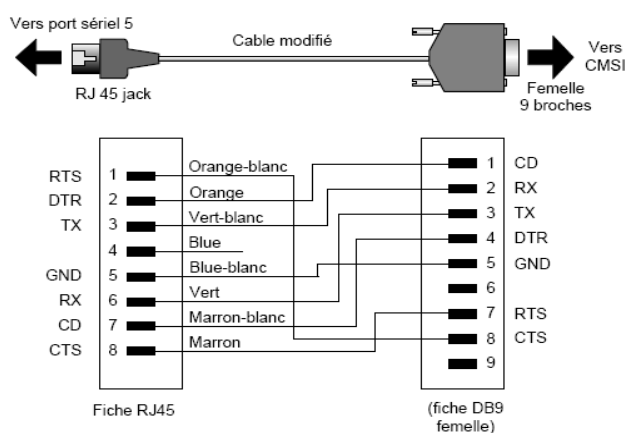 Vers port sériel 5
Cable modifié
Vers
CMSI
RJ 45 jack
Femelle
9 broches
RTS 1 Orange-blanc 1 CD
DTR 2 Orange 2 RX
TX 3 Vert-blanc 3 TX
4 Blue 4 DTR
GND 5 Blue-blanc 5 GND
RX 6 Vert 6
CD 7 Marron-blanc 7 RTS
CTS 8 Marron 8 CTS
9
Fiche RJ45
(fiche DB9
femelle)